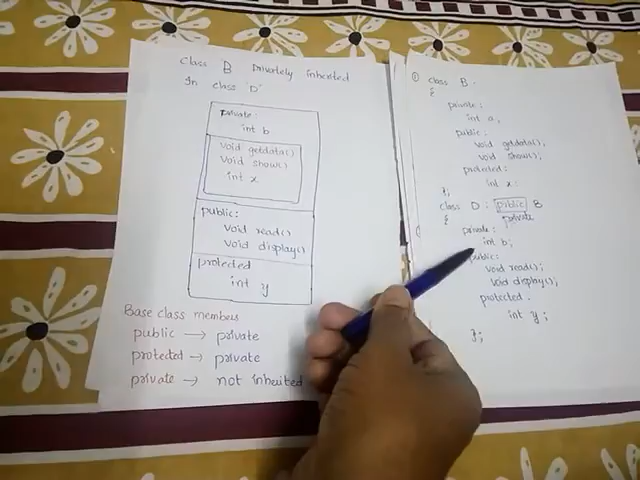 Class B Privately inherited
In class 'D'
private:
int b
void getdata()
void show()
int x
public:
void read()
void display()
protected
int y
Base class members
public → private
protected → private
private → not inherited
① class B.
{
private:
int a;
public:
void getdata();
void show();
protected:
int x.
};
class D : public B
{ private
private:
int b;
public:
void read();
void display();
protected:
int y;
};